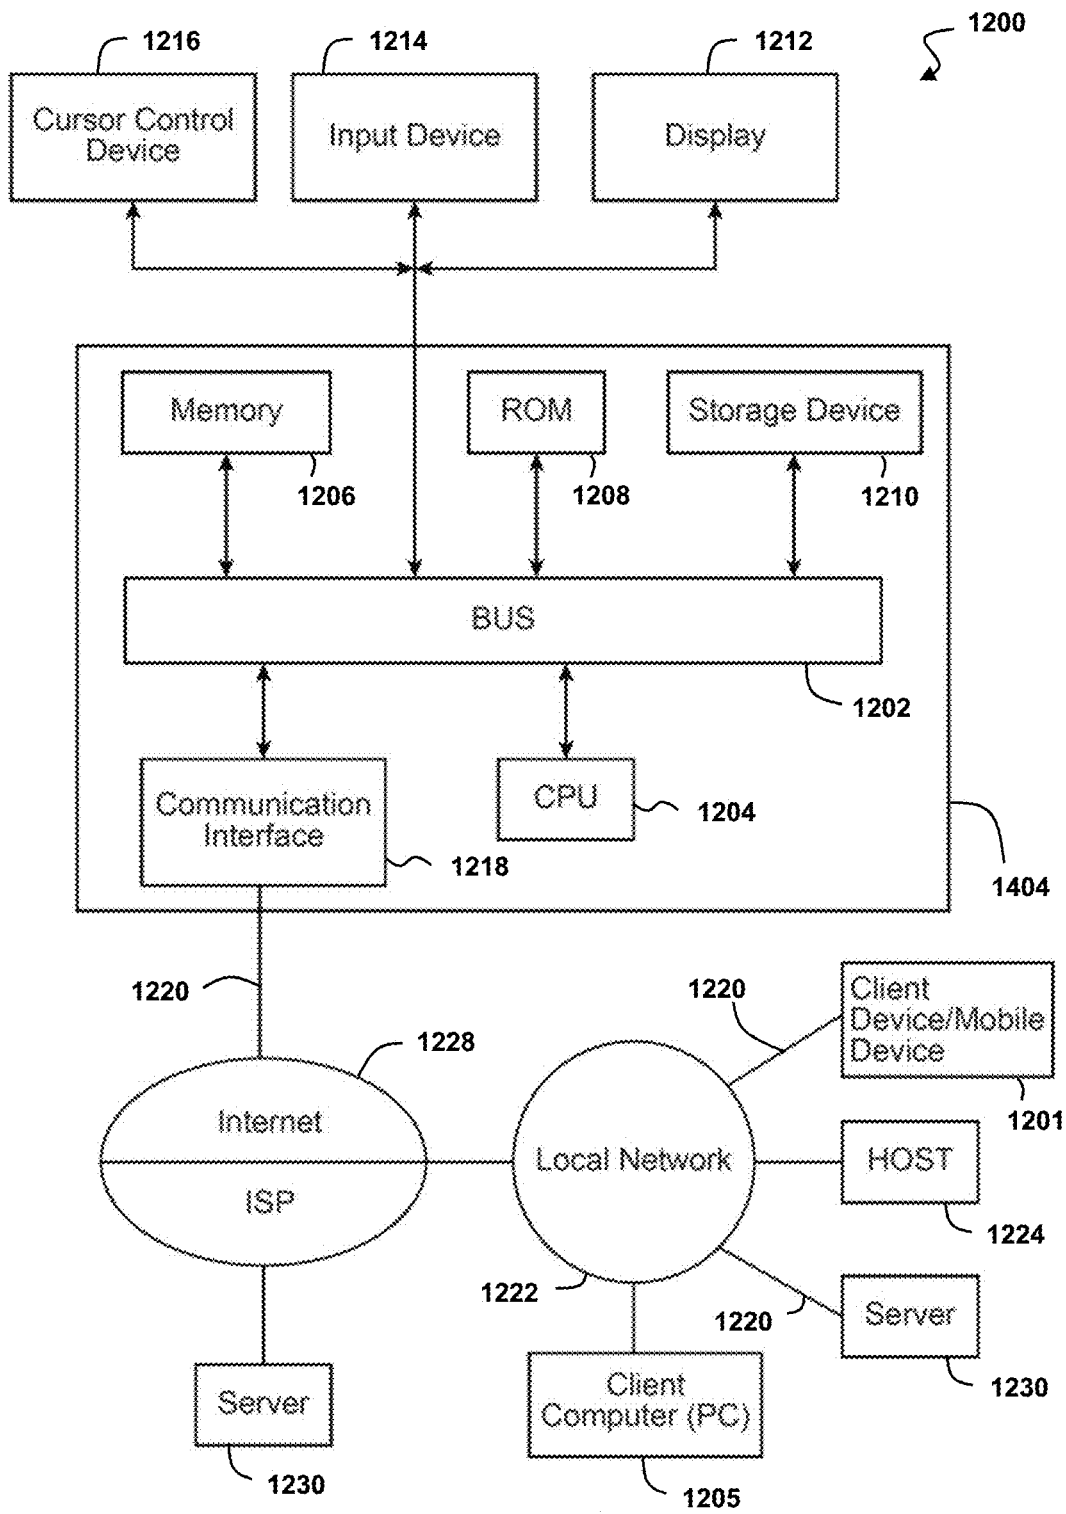 1200
1216
1214
1212
Cursor Control
Device
Input Device
Display
Memory
ROM
Storage Device
1206
1208
1210
BUS
1202
Communication
Interface
CPU
1204
1218
1404
1220
1228
1220
Client
Device/Mobile
Device
1201
Internet
ISP
Local Network
HOST
1224
1222
1220
Server
1230
Server
1230
Client
Computer (PC)
1205